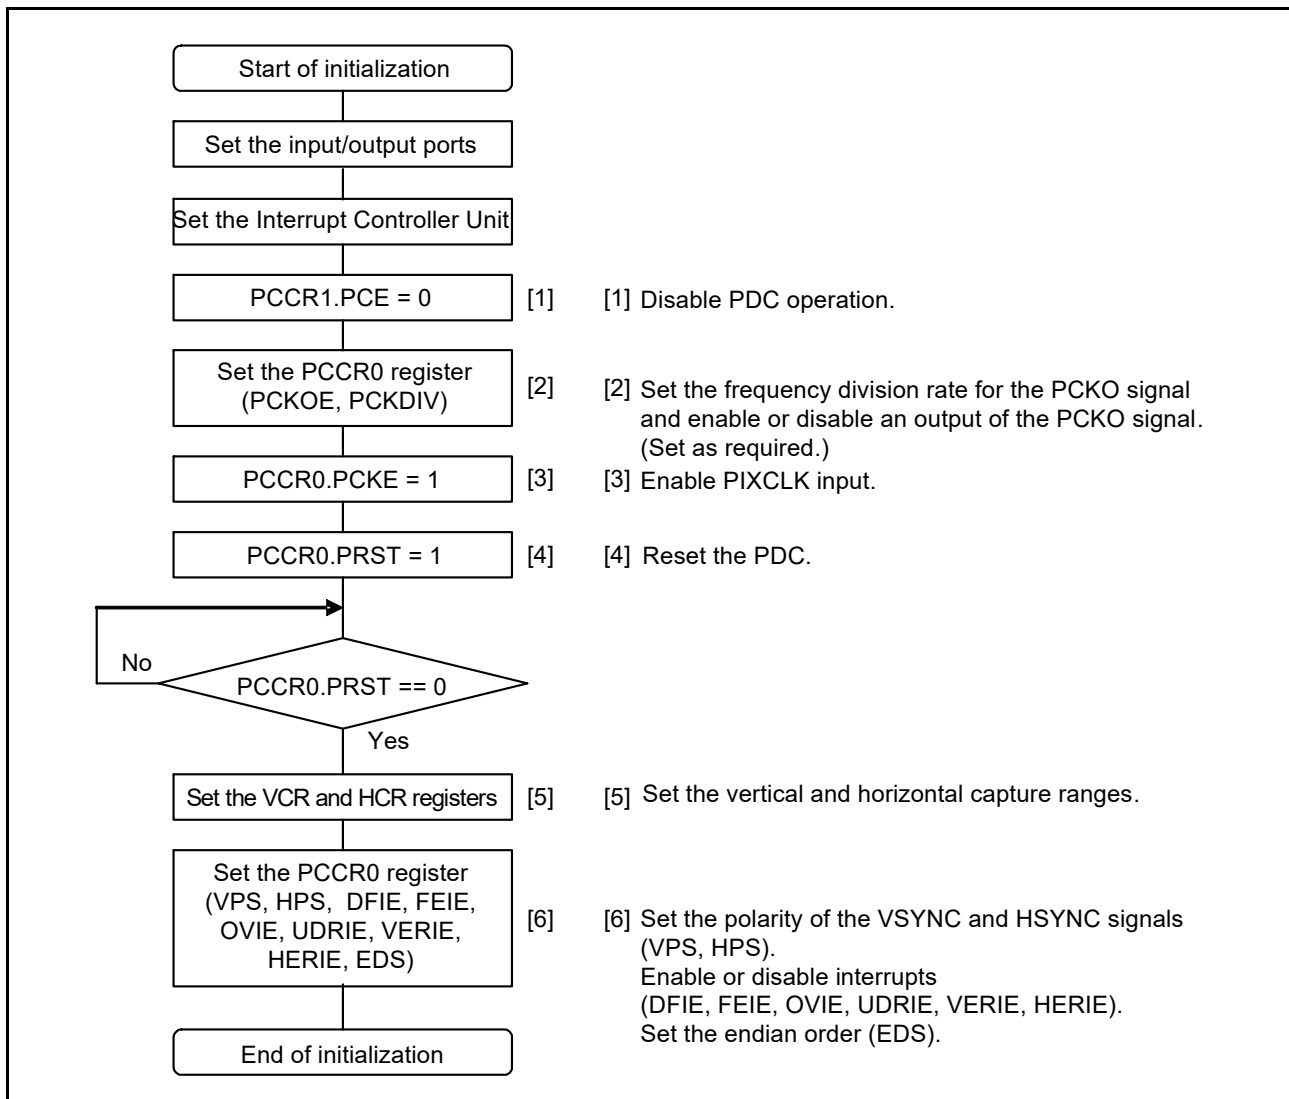 Start of initialization
Set the input/output ports
Set the Interrupt Controller Unit
PCCR1.PCE = 0 [1] [1] Disable PDC operation.
Set the PCCR0 register
(PCKOE, PCKDIV) [2] [2] Set the frequency division rate for the PCKO signal
and enable or disable an output of the PCKO signal.
(Set as required.)
PCCR0.PCKE = 1 [3] [3] Enable PIXCLK input.
PCCR0.PRST = 1 [4] [4] Reset the PDC.
No
PCCR0.PRST == 0
Yes
Set the VCR and HCR registers [5] [5] Set the vertical and horizontal capture ranges.
Set the PCCR0 register
(VPS, HPS, DFIE, FEIE,
OVIE, UDRIE, VERIE,
HERIE, EDS)
[6] [6] Set the polarity of the VSYNC and HSYNC signals
(VPS, HPS).
Enable or disable interrupts
(DFIE, FEIE, OVIE, UDRIE, VERIE, HERIE).
Set the endian order (EDS).
End of initialization